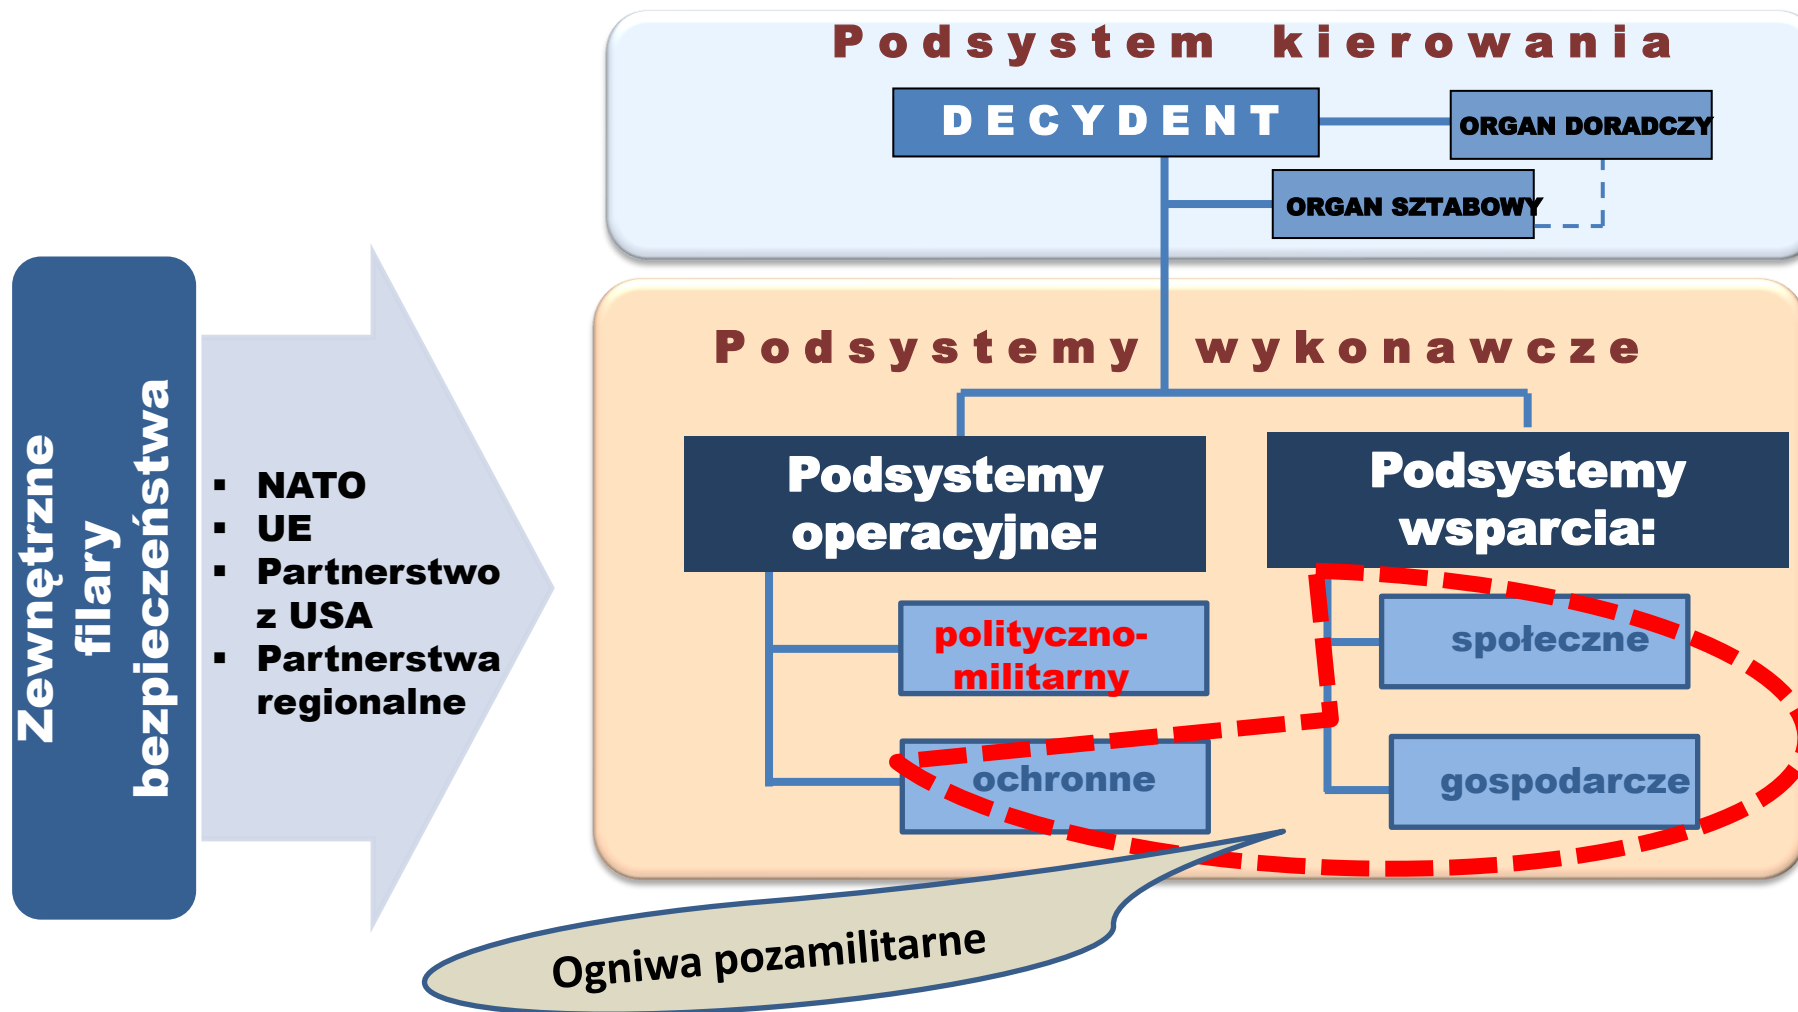 Podsystem kierowania
DECYDENT
ORGAN DORADCZY
ORGAN SZTABOWY
Zewnętrzne
filary
bezpieczeństwa
▪ NATO
▪ UE
▪ Partnerstwo
z USA
▪ Partnerstwa
regionalne
Podsystemy wykonawcze
Podsystemy
operacyjne:
polityczno-
militarny
ochronne
Podsystemy
wsparcia:
społeczne
gospodarcze
Ogniwa pozamilitarne